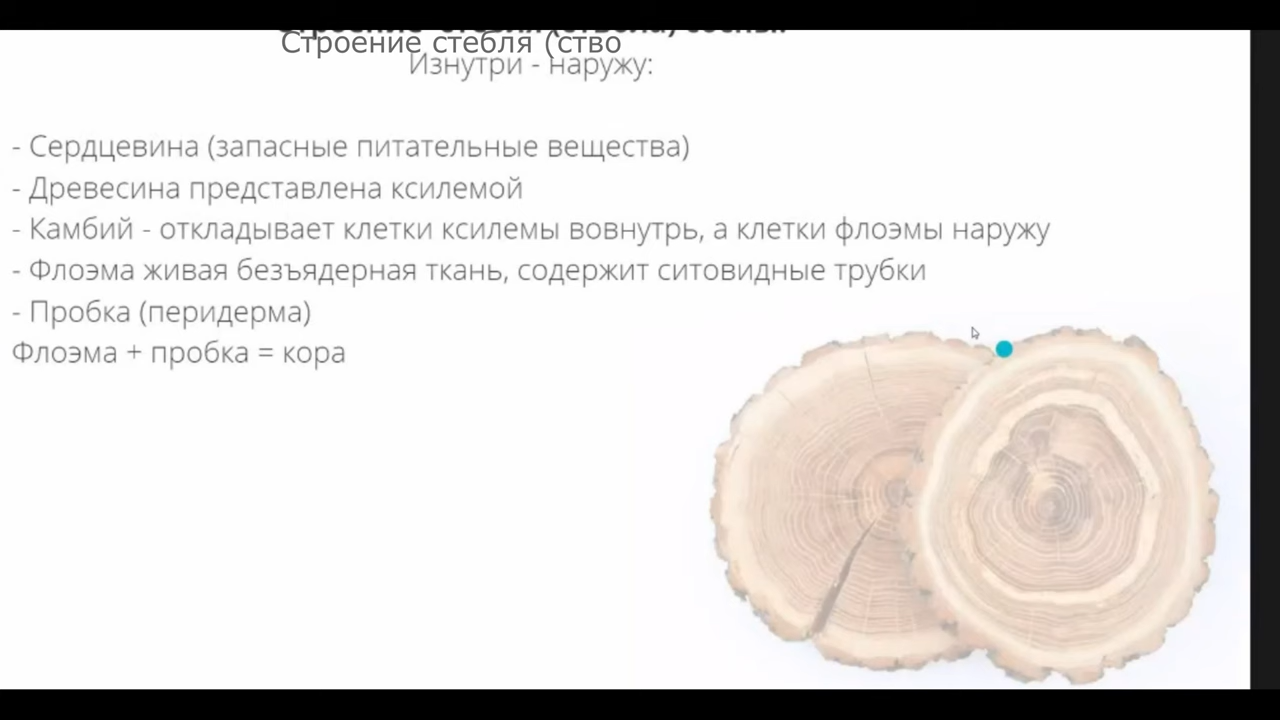 Строение стебля (ство
Изнутри - наружу:
- Сердцевина (запасные питательные вещества)
- Древесина представлена ксилемой
- Камбий - откладывает клетки ксилемы вовнутрь, а клетки флоэмы наружу
- Флоэма живая безъядерная ткань, содержит ситовидные трубки
- Пробка (перидерма)
Флоэма + пробка = кора